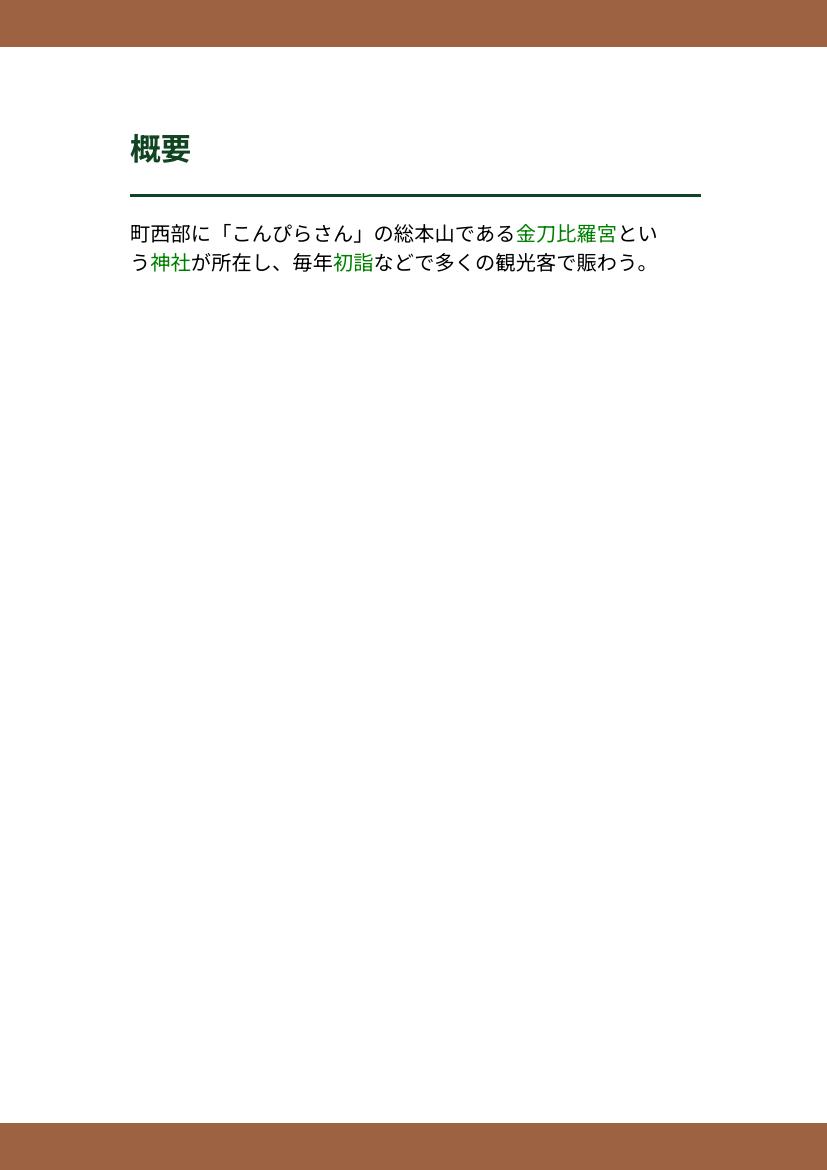 概要
町西部に「こんぴらさん」の総本山である金刀比羅宮とい
う神社が所在し、毎年初詣などで多くの観光客で賑わう。